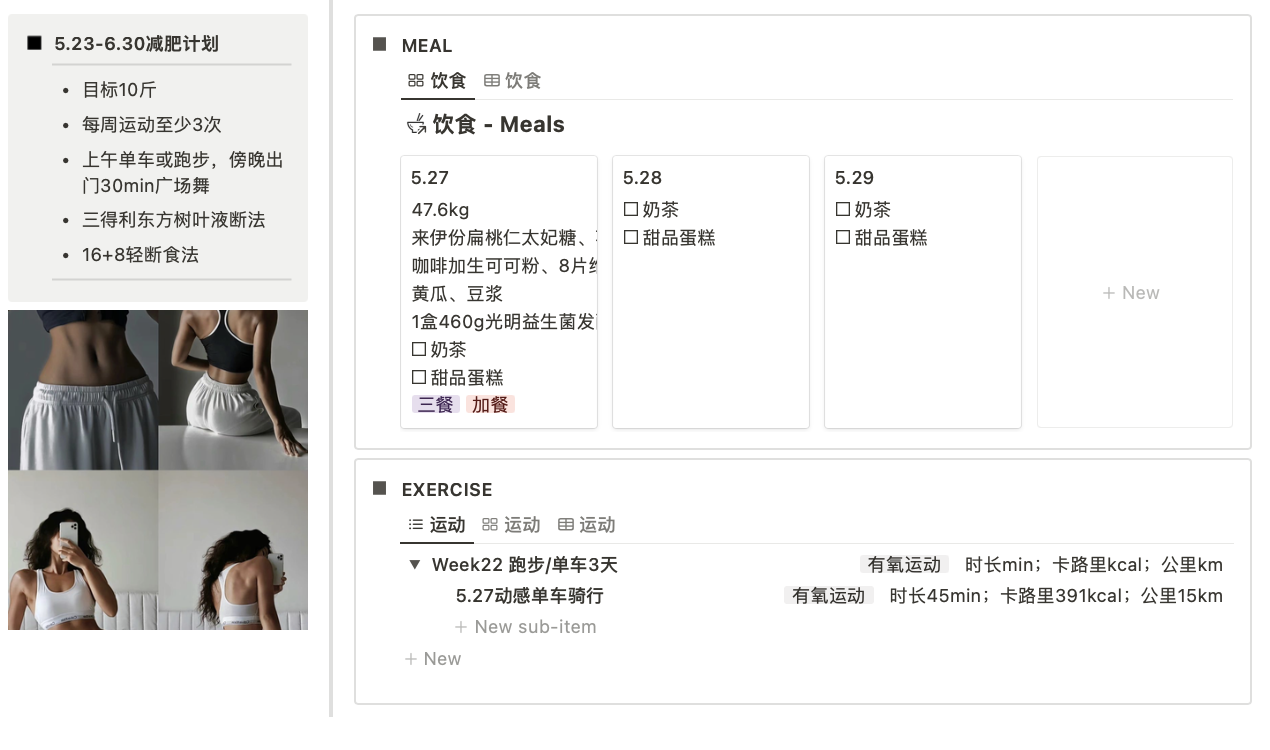 5.23-6.30减肥计划
目标10斤
每周运动至少3次
上午单车或跑步，傍晚出
门30min广场舞
三得利东方树叶液断法
16+8轻断食法
MEAL
饮食 饮食
饮食 - Meals
5.27
47.6kg
来伊份扁桃仁太妃糖、
咖啡加生可可粉、8片
黄瓜、豆浆
1盒460g光明益生菌发
奶茶
甜品蛋糕
三餐 加餐
5.28
奶茶
甜品蛋糕
5.29
奶茶
甜品蛋糕
+ New
EXERCISE
运动 运动 运动
Week22 跑步/单车3天 有氧运动 时长min；卡路里kcal；公里km
5.27动感单车骑行 有氧运动 时长45min；卡路里391kcal；公里15km
+ New sub-item
+ New